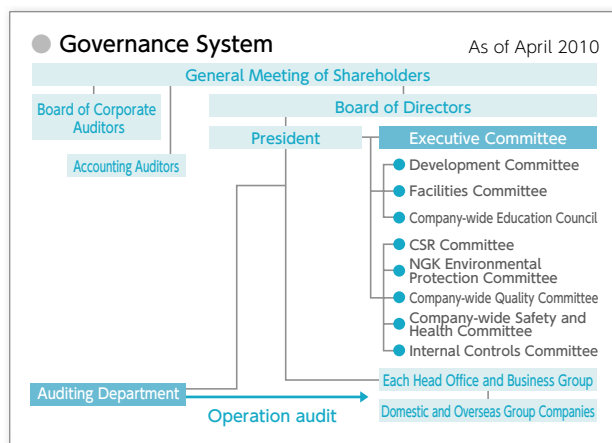 Governance System
As of April 2010
General Meeting of Shareholders
Board of Corporate
Auditors
Board of Directors
President
Executive Committee
Accounting Auditors
Development Committee
Facilities Committee
Company-wide Education Council
CSR Committee
NGK Environmental
Protection Committee
Company-wide Quality Committee
Company-wide Safety and
Health Committee
Internal Controls Committee
Each Head Office and Business Group
Auditing Department
Operation audit
Domestic and Overseas Group Companies